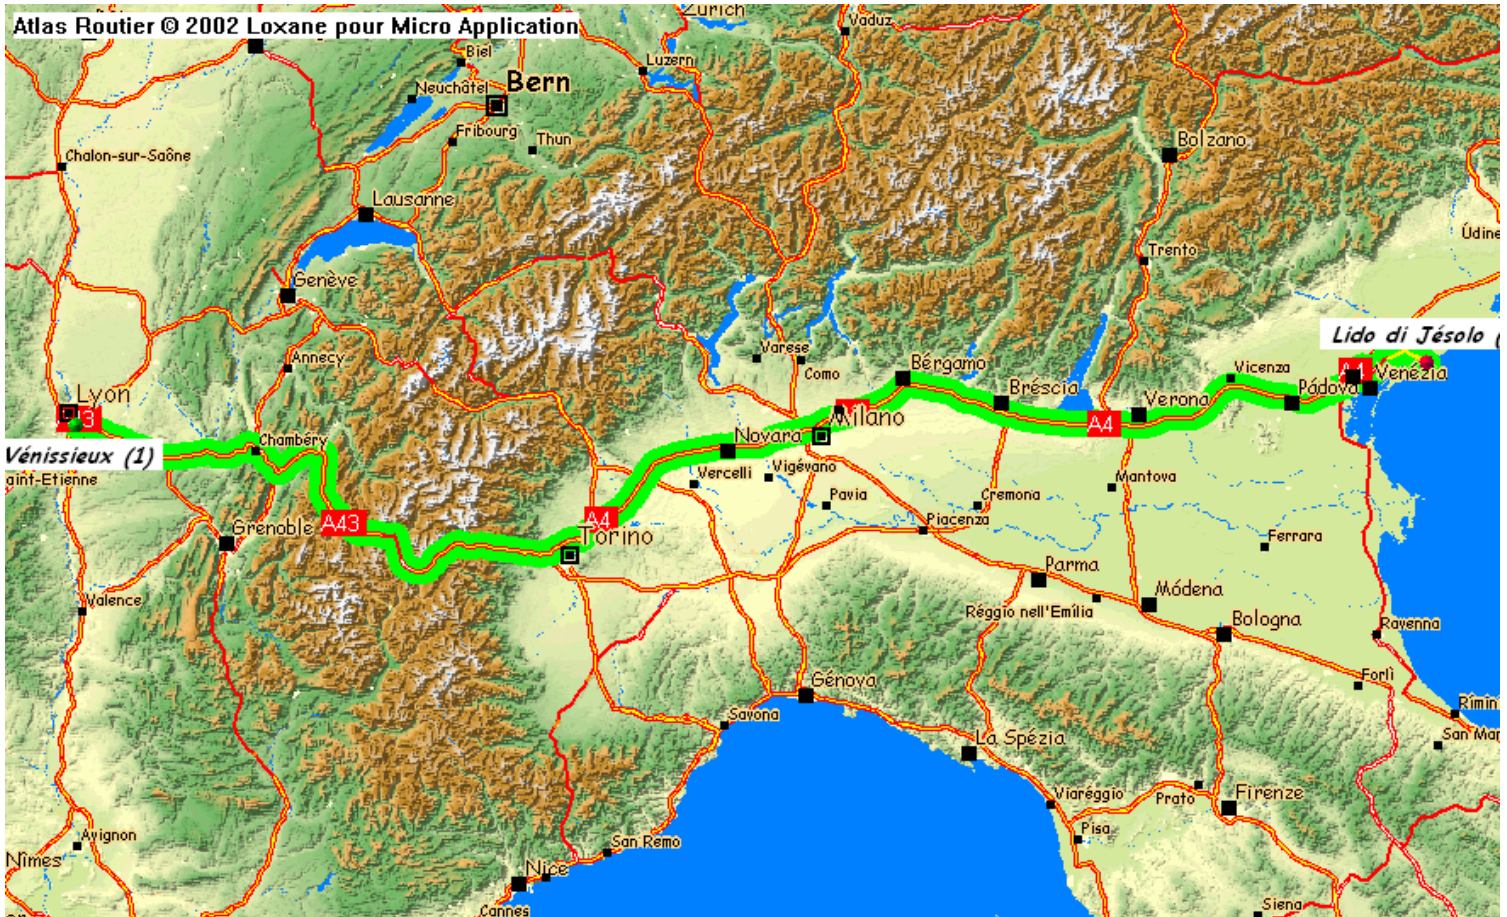 Atlas Routier © 2002 Loxane pour Micro Application
Zurich
Vaduz
Biel
Luzern
Neuchâtel
Bern
Fribourg
Thun
Bolzano
Chalon-sur-Saône
Lausanne
Trento
Údine
Genève
Lido di Jésolo (
Annecy
Varese
Como
Bérgamo
Vicenza
Venézia
Lyon
Bréscia
Pádova
Verona
Milano
A4
Chambéry
Novara
Vénissieux (1)
aint-Etienne
Vercelli
Vigévano
Mantova
Pavia
Cremona
A43
A4
Piacenza
Grenoble
Torino
Ferrara
Parma
Módena
Valence
Réggio nell'Emília
Bologna
Ravenna
Génova
Forlì
Savona
Rímin
La Spézia
San Mar
Viaréggio
Prato
Firenze
Avignon
Pisa
San Remo
Nîmes
Nice
Cannes
Siena